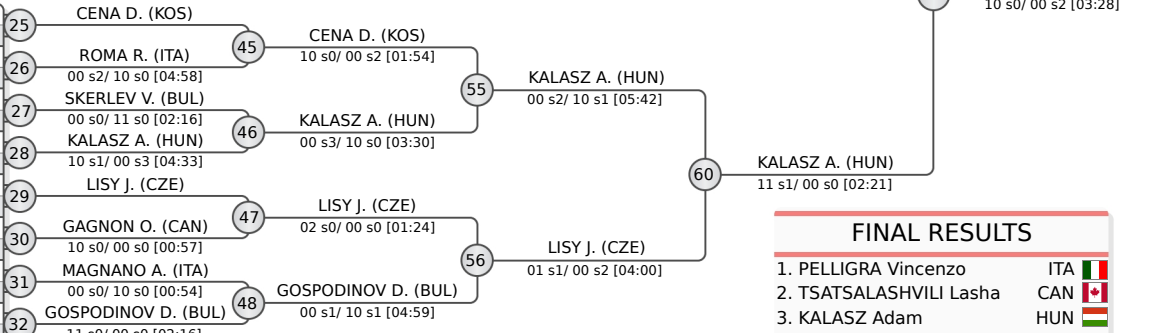 10 s0/ 00 s2 [03:28]
25
CENA D. (KOS)
45
CENA D. (KOS)
10 s0/ 00 s2 [01:54]
26
ROMA R. (ITA)
00 s2/ 10 s0 [04:58]
55
KALASZ A. (HUN)
00 s2/ 10 s1 [05:42]
27
SKERLEV V. (BUL)
00 s0/ 11 s0 [02:16]
46
KALASZ A. (HUN)
00 s3/ 10 s0 [03:30]
28
KALASZ A. (HUN)
10 s1/ 00 s3 [04:33]
60
KALASZ A. (HUN)
11 s1/ 00 s0 [02:21]
29
LISY J. (CZE)
47
LISY J. (CZE)
02 s0/ 00 s0 [01:24]
30
GAGNON O. (CAN)
10 s0/ 00 s0 [00:57]
56
LISY J. (CZE)
01 s1/ 00 s2 [04:00]
31
MAGNANO A. (ITA)
00 s0/ 10 s0 [00:54]
48
GOSPODINOV D. (BUL)
00 s1/ 10 s1 [04:59]
32
GOSPODINOV D. (BUL)
FINAL RESULTS
1. PELLIGRA Vincenzo ITA
2. TSATSALASHVILI Lasha CAN
3. KALASZ Adam HUN